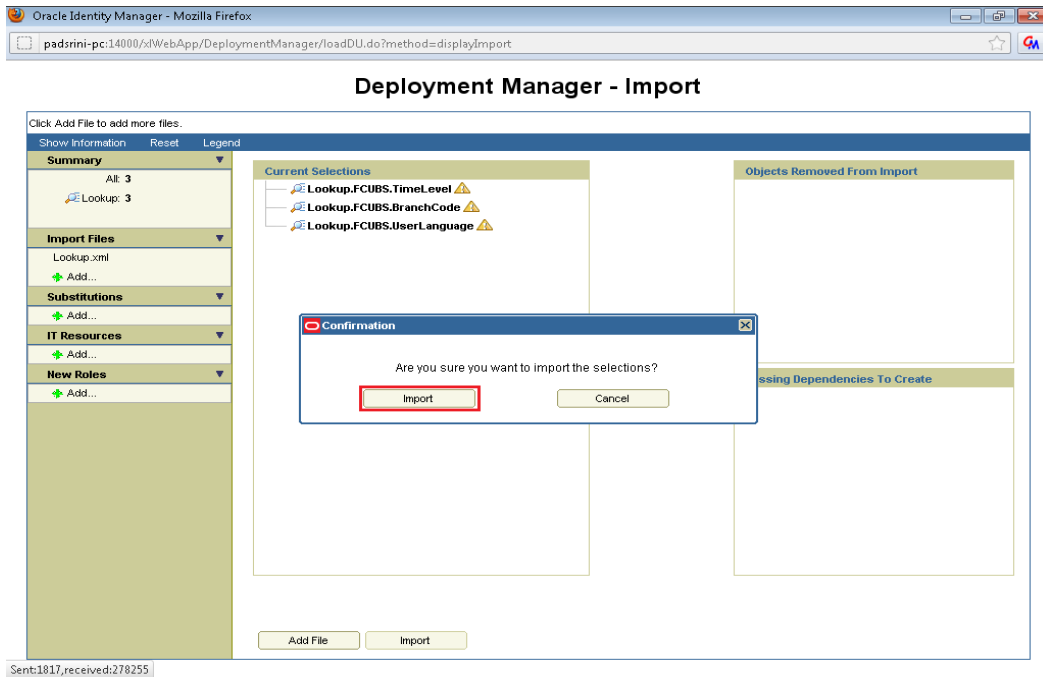 Oracle Identity Manager - Mozilla Firefox
padsrini-pc:14000/xlWebApp/DeploymentManager/loadDU.do?method=displayImport
Deployment Manager - Import
Click Add File to add more files.
Show Information Reset Legend
Summary
All: 3
Lookup: 3
Import Files
Lookup.xml
Add...
Substitutions
Add...
IT Resources
Add...
New Roles
Add...
Current Selections
Lookup.FCUBS.TimeLevel
Lookup.FCUBS.BranchCode
Lookup.FCUBS.UserLanguage
Objects Removed From Import
Confirmation
Are you sure you want to import the selections?
Import Cancel
ssing Dependencies To Create
Add File Import
Sent:1817,received:278255